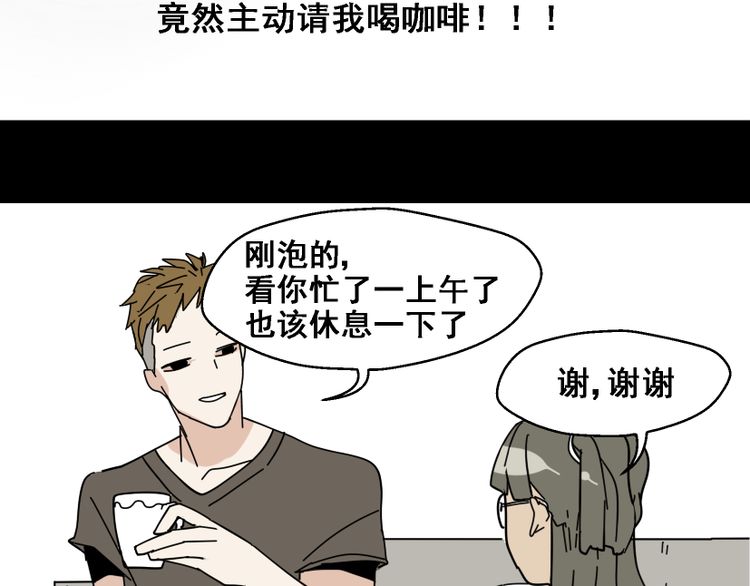 竟然主动请我喝咖啡！！！
刚泡的,
看你忙了一上午了
也该休息一下了
谢,谢谢